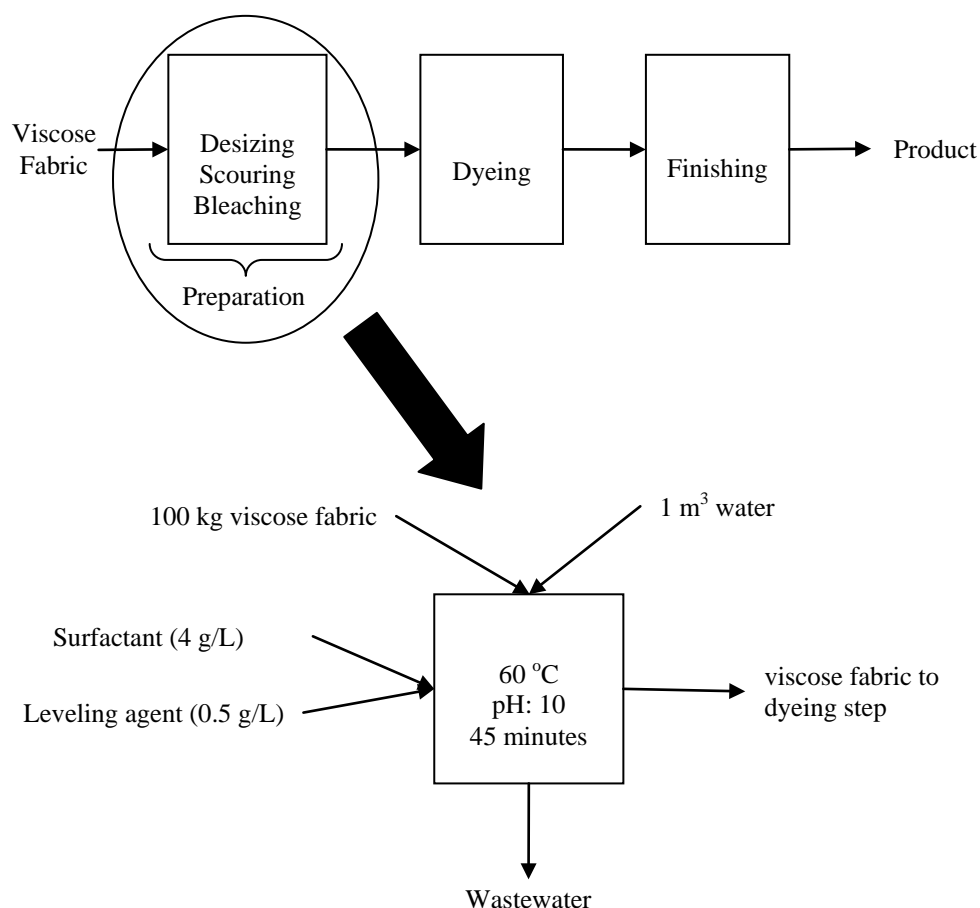 Viscose
Fabric
Desizing
Scouring
Bleaching
Preparation
Dyeing
Finishing
Product
100 kg viscose fabric
1 m³ water
Surfactant (4 g/L)
Leveling agent (0.5 g/L)
60 °C
pH: 10
45 minutes
viscose fabric to
dyeing step
Wastewater